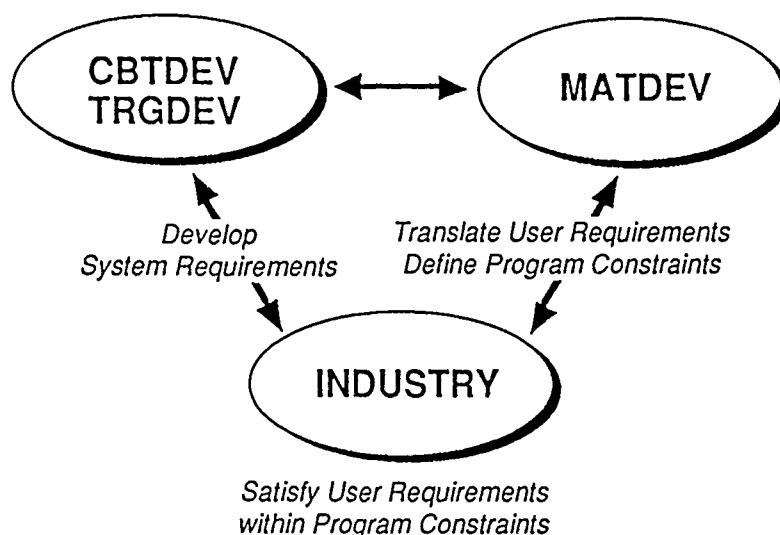 CBTDEV
TRGDEV
MATDEV
Develop
System Requirements
Translate User Requirements
Define Program Constraints
INDUSTRY
Satisfy User Requirements
within Program Constraints